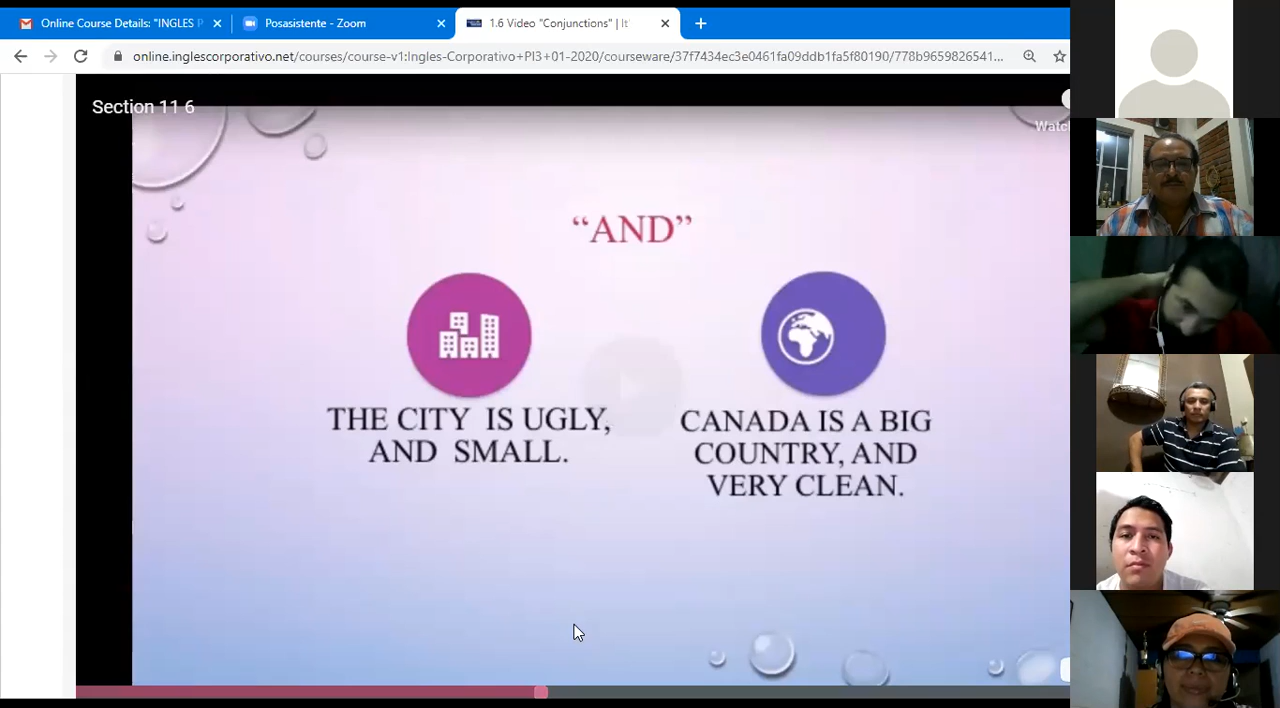 Online Course Details: "INGLES P
Posasistente - Zoom
1.6 Video "Conjunctions" | It'
online.inglescorporativo.net/courses/course-v1:Ingles-Corporativo+PI3+01-2020/courseware/37f7434ec3e0461fa09ddb1fa5f80190/778b9659826541...
Section 11 6
Watc
“AND”
THE CITY IS UGLY,
AND SMALL.
CANADA IS A BIG
COUNTRY, AND
VERY CLEAN.